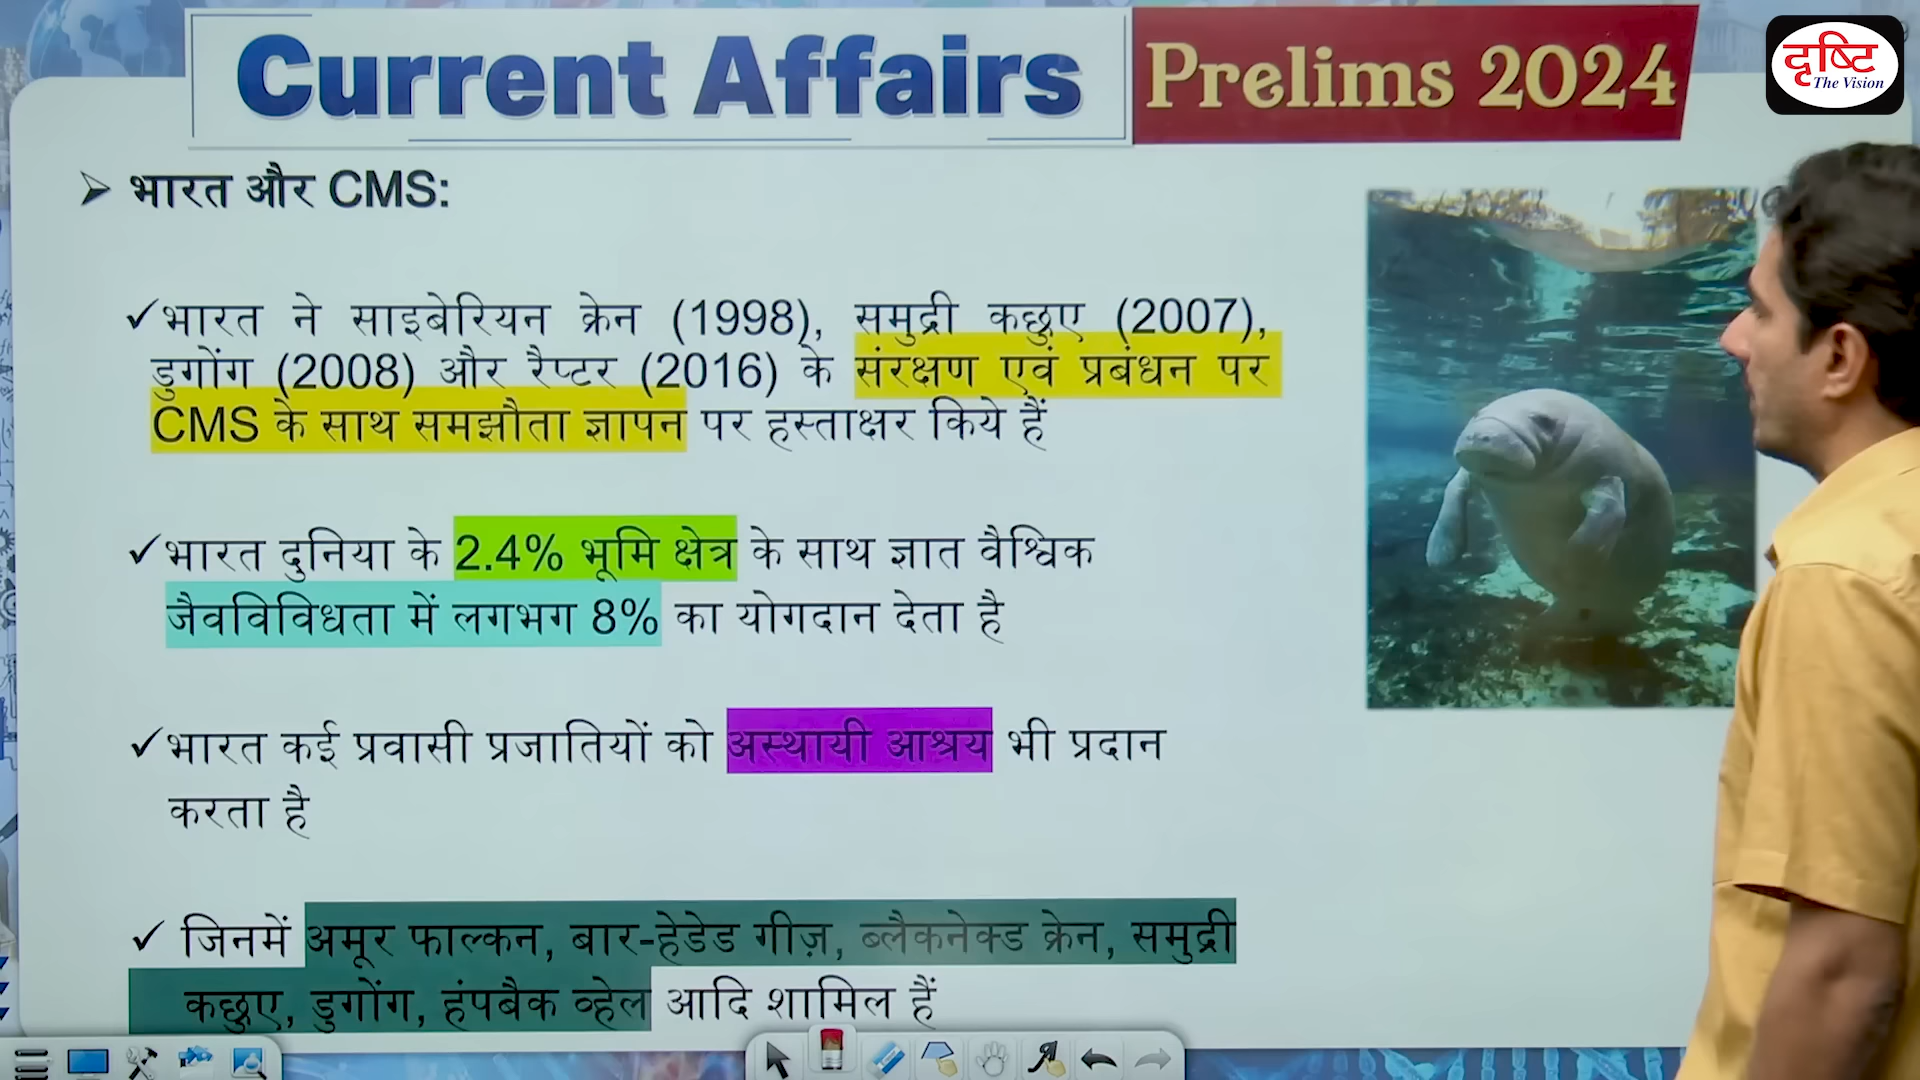 Current Affairs
Prelims 2024
दृष्टि
The Vision
भारत और CMS:
भारत ने साइबेरियन क्रेन (1998), समुद्री कछुए (2007),
डुगोंग (2008) और रैप्टर (2016) के संरक्षण एवं प्रबंधन पर
CMS के साथ समझौता ज्ञापन पर हस्ताक्षर किये हैं
भारत दुनिया के 2.4% भूमि क्षेत्र के साथ ज्ञात वैश्विक
जैवविविधता में लगभग 8% का योगदान देता है
भारत कई प्रवासी प्रजातियों को अस्थायी आश्रय भी प्रदान
करता है
जिनमें अमूर फाल्कन, बार-हेडेड गीज़, ब्लैकनेक्ड क्रेन, समुद्री
कछुए, डुगोंग, हंपबैक व्हेल आदि शामिल हैं